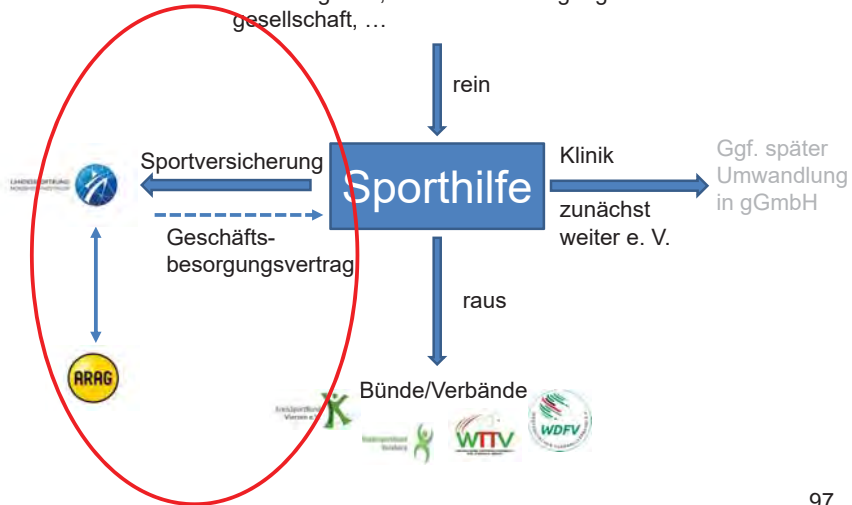 gesellschaft, …
rein
Sportversicherung
Geschäfts-
besorgungsvertrag
Sporthilfe
Klinik
zunächst
weiter e. V.
Ggf. später
Umwandlung
in gGmbH
raus
ARAG
Bünde/Verbände
WTTV
WDFV
97